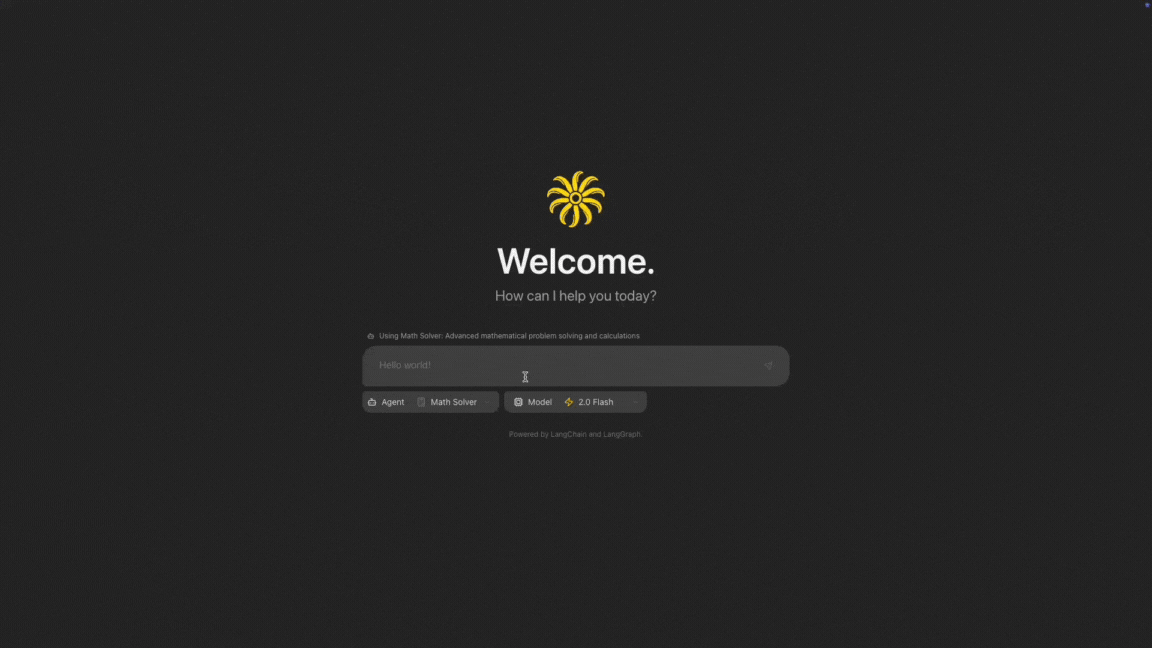 Welcome.
How can I help you today?
Using Math Solver: Advanced mathematical problem solving and calculations
Hello world!
Agent Math Solver Model 2.0 Flash
Powered by LangChain and LangGraph.